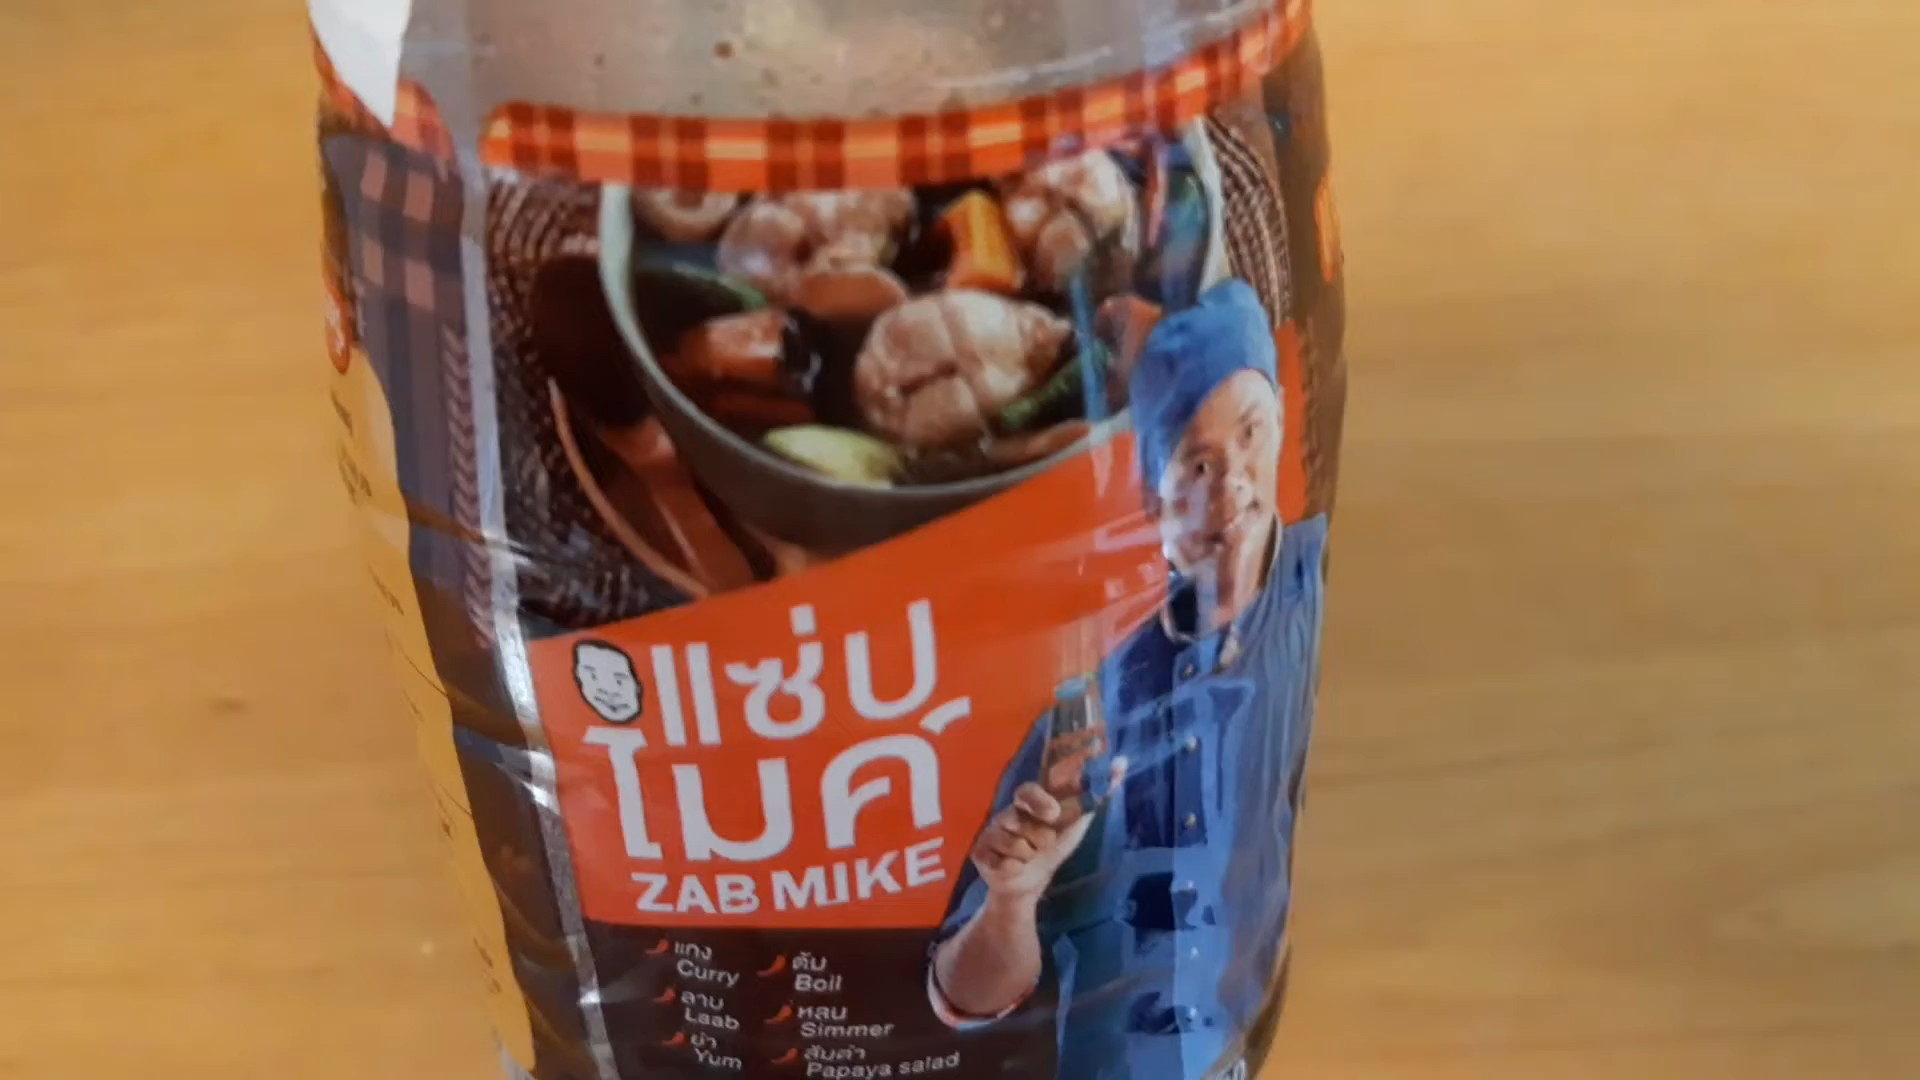 แซ่บ
ไมค์
ZAB MIKE
แกง
Curry
ต้ม
Boil
ลาบ
Laab
หลน
Simmer
ยำ
Yum
ส้มตำ
Papaya salad